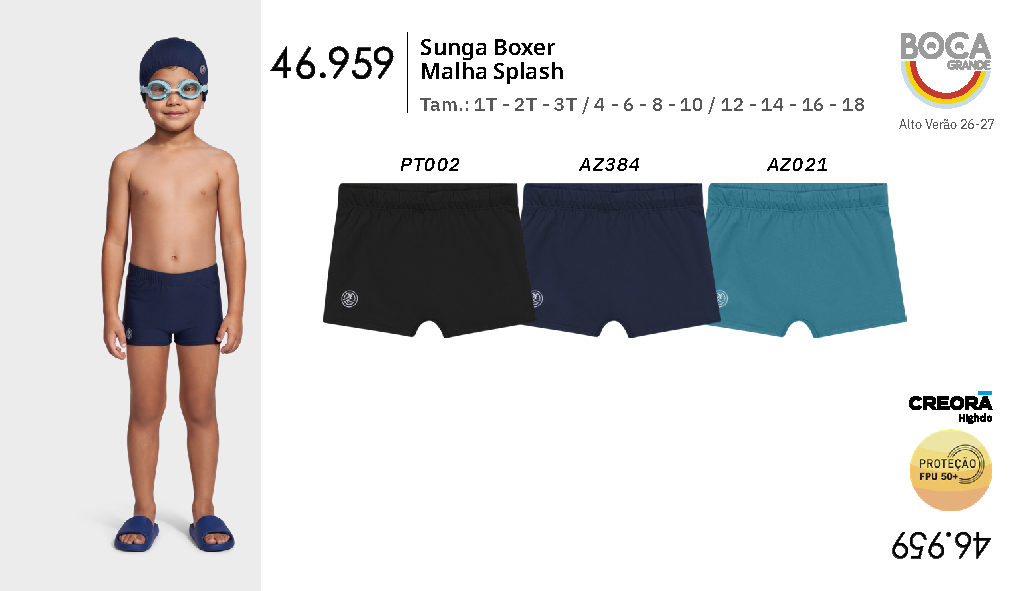 46.959
Sunga Boxer
Malha Splash
Tam.: 1T - 2T - 3T / 4 - 6 - 8 - 10 / 12 - 14 - 16 - 18
BOCA
GRANDE
Alto Verão 26-27
PT002
AZ384
AZ021
CREORA
Highclo
PROTEÇÃO
FPU 50+
46.959